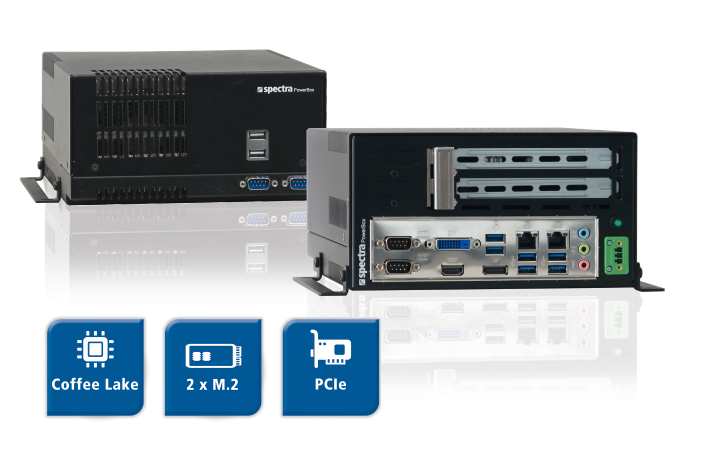 spectra PowerBox
spectra PowerBox
Coffee Lake
2 x M.2
PCIe